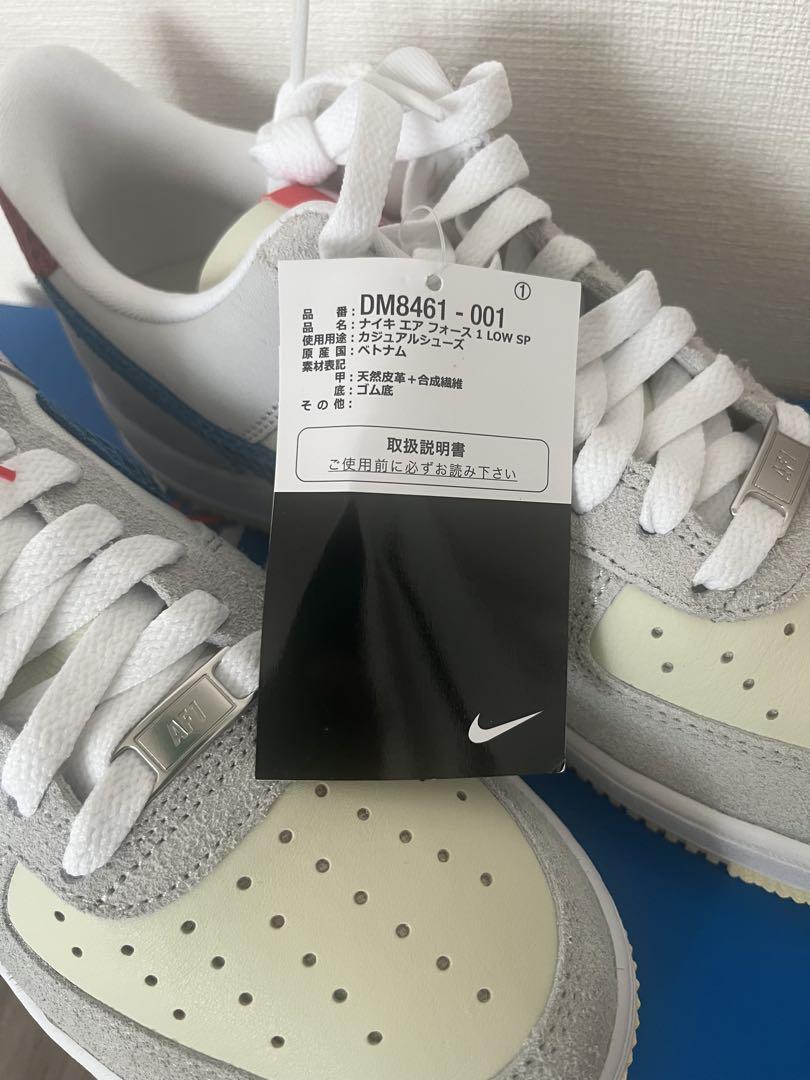 ①
品番：DM8461 - 001
品名：ナイキ エア フォース 1 LOW SP
使用用途：カジュアルシューズ
原産国：ベトナム
素材表記
甲：天然皮革＋合成繊維
底：ゴム底
その他：
取扱説明書
ご使用前に必ずお読み下さい
AF1
AF1